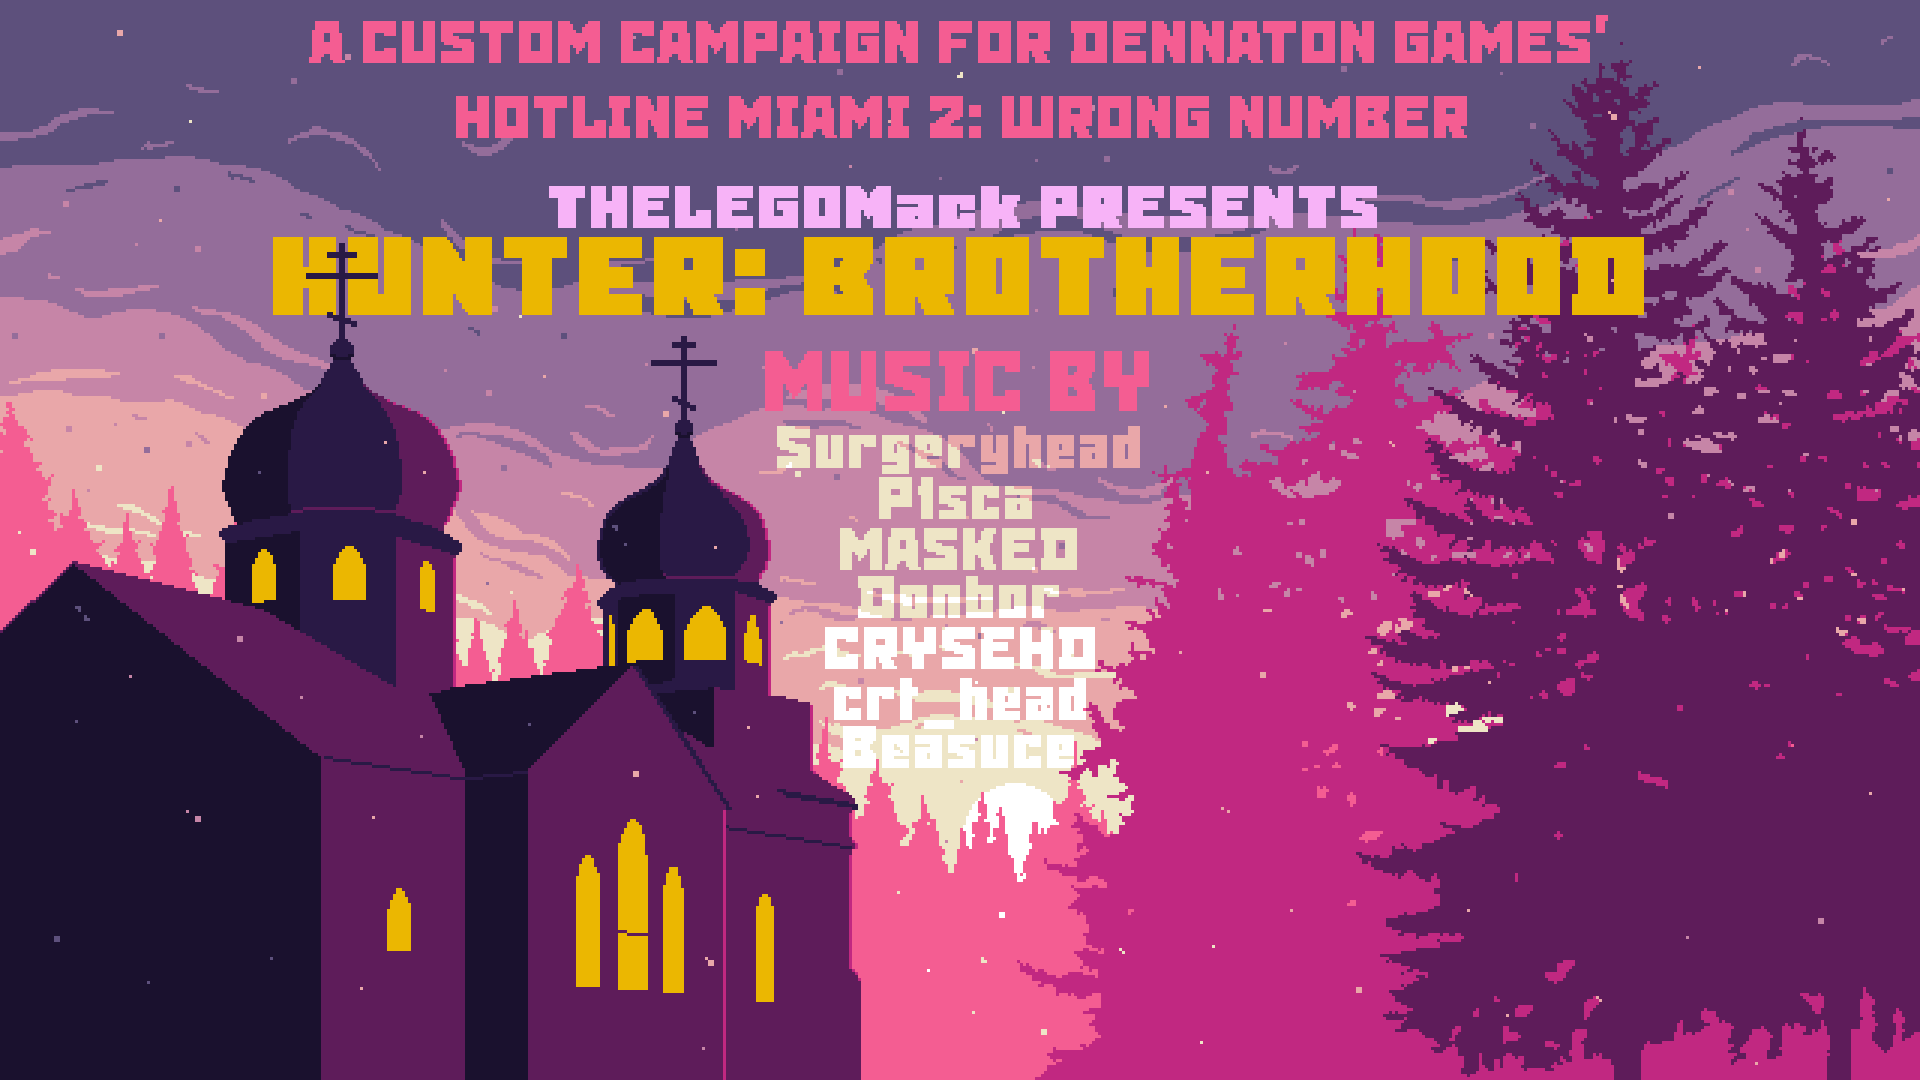 A CUSTOM CAMPAIGN FOR DENNATON GAMES'
HOTLINE MIAMI 2: WRONG NUMBER
THELEGOMack PRESENTS
HUNTER: BROTHERHOOD
MUSIC BY
Surgeryhead
Pisca
MASKED
Donbor
CRYSEHD
crt_head
Beasuce